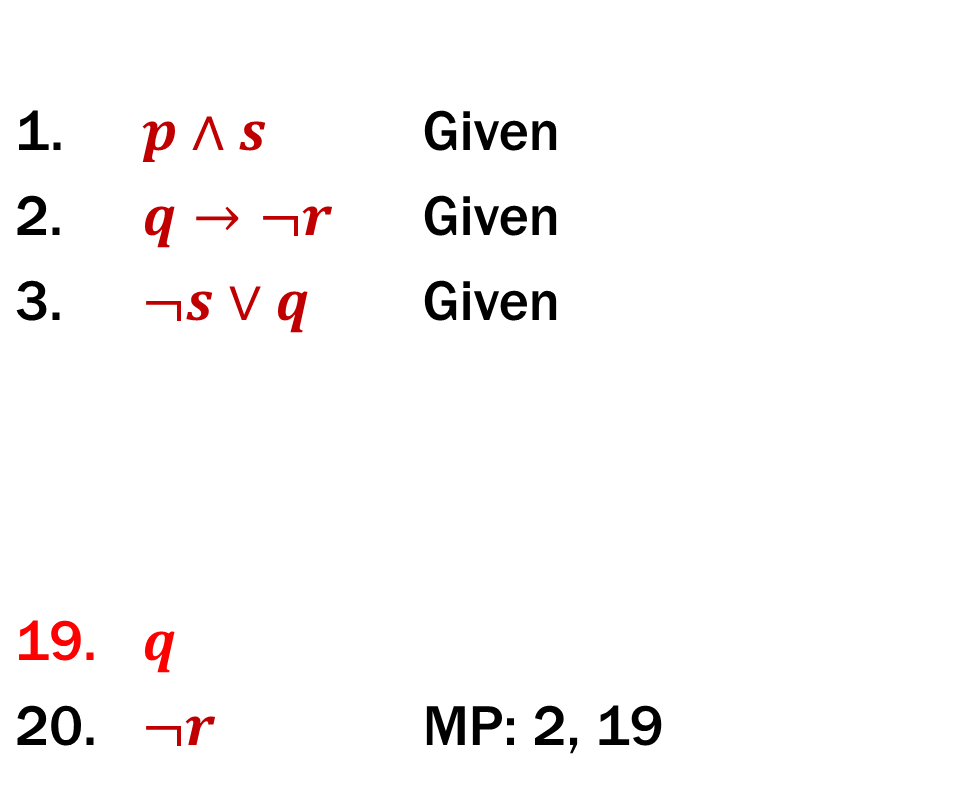 1. p ∧ s Given
2. q → ¬r Given
3. ¬s ∨ q Given
19. q
20. ¬r MP: 2, 19